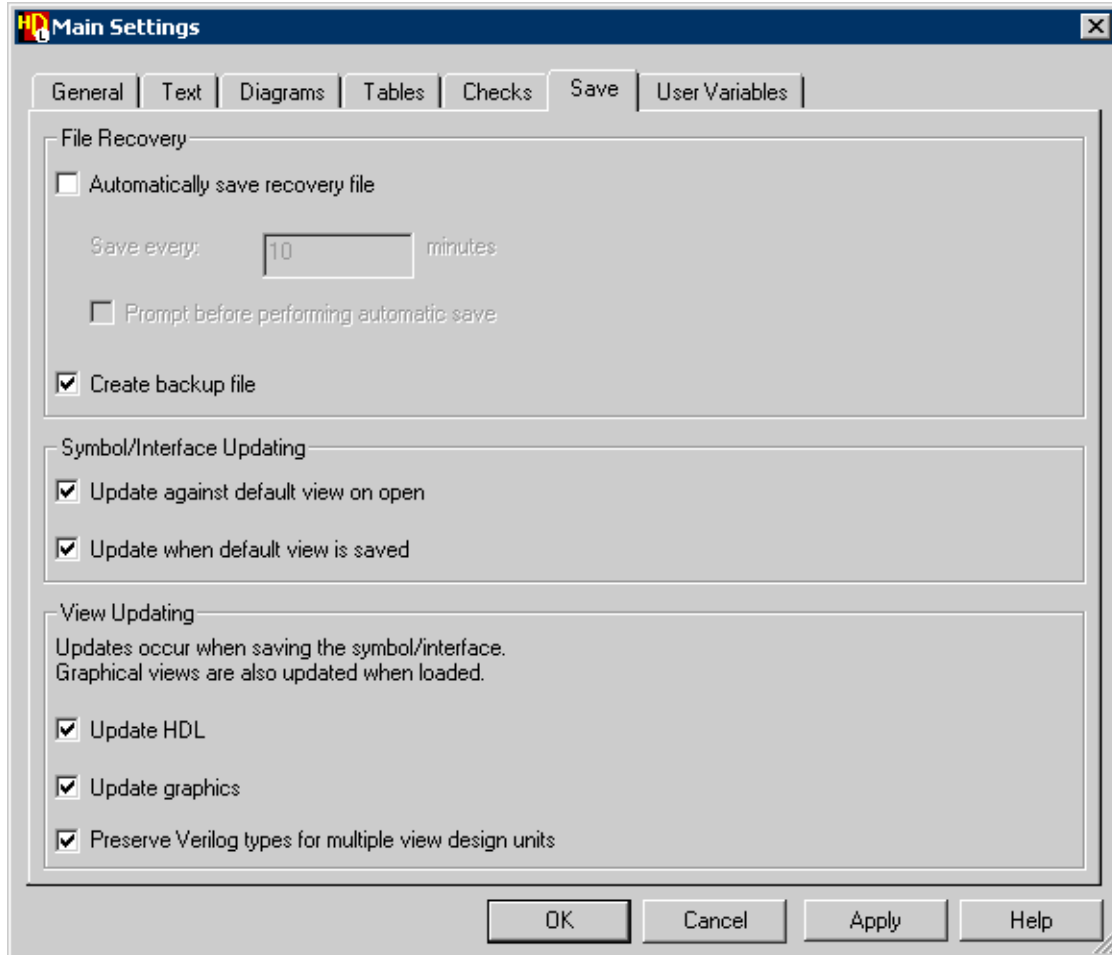 HD L Main Settings
General Text Diagrams Tables Checks Save User Variables
File Recovery
Automatically save recovery file
Save every: 10 minutes
Prompt before performing automatic save
Create backup file
Symbol/Interface Updating
Update against default view on open
Update when default view is saved
View Updating
Updates occur when saving the symbol/interface.
Graphical views are also updated when loaded.
Update HDL
Update graphics
Preserve Verilog types for multiple view design units
OK Cancel Apply Help